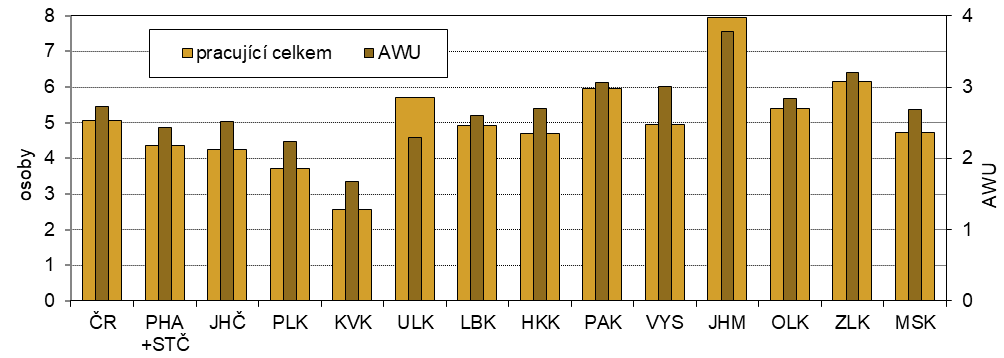 8
7
6
5
4
3
2
1
0
osoby
pracující celkem
AWU
4
3
2
1
0
AWU
ČR
PHA
+STČ
JHČ
PLK
KVK
ULK
LBK
HKK
PAK
VYS
JHM
OLK
ZLK
MSK